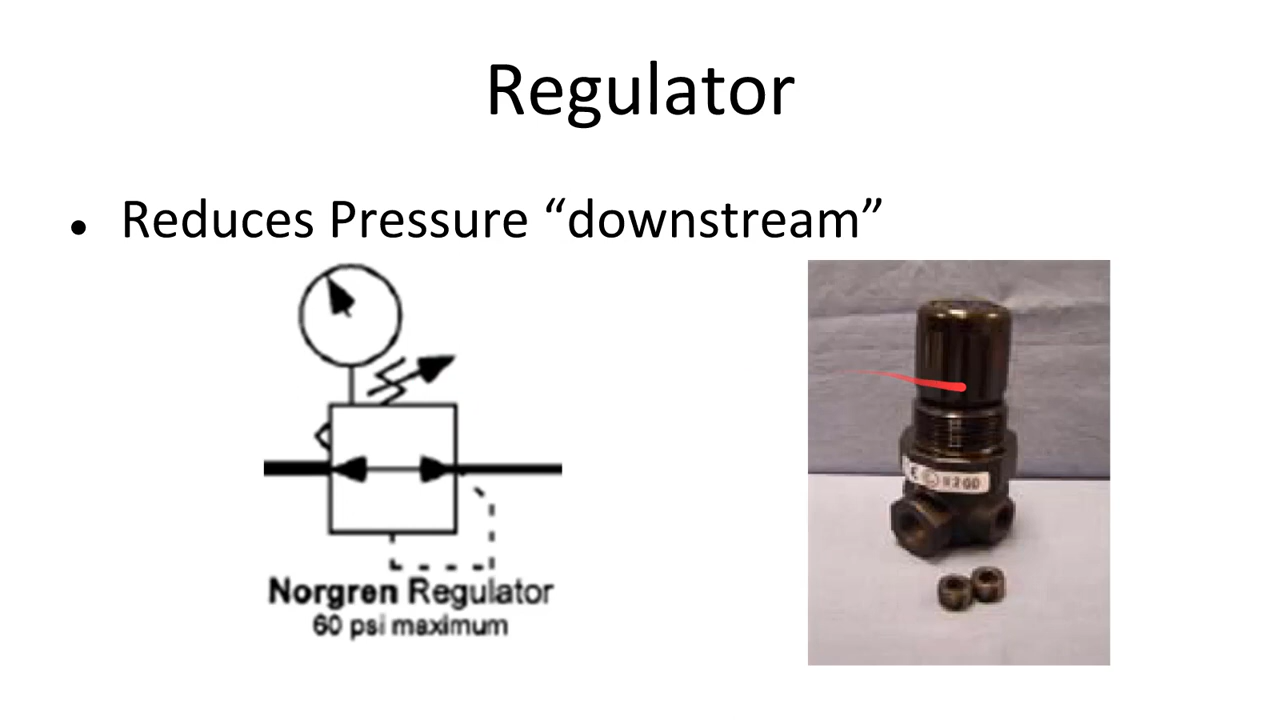 Regulator
• Reduces Pressure “downstream”
Norgren Regulator
60 psi maximum